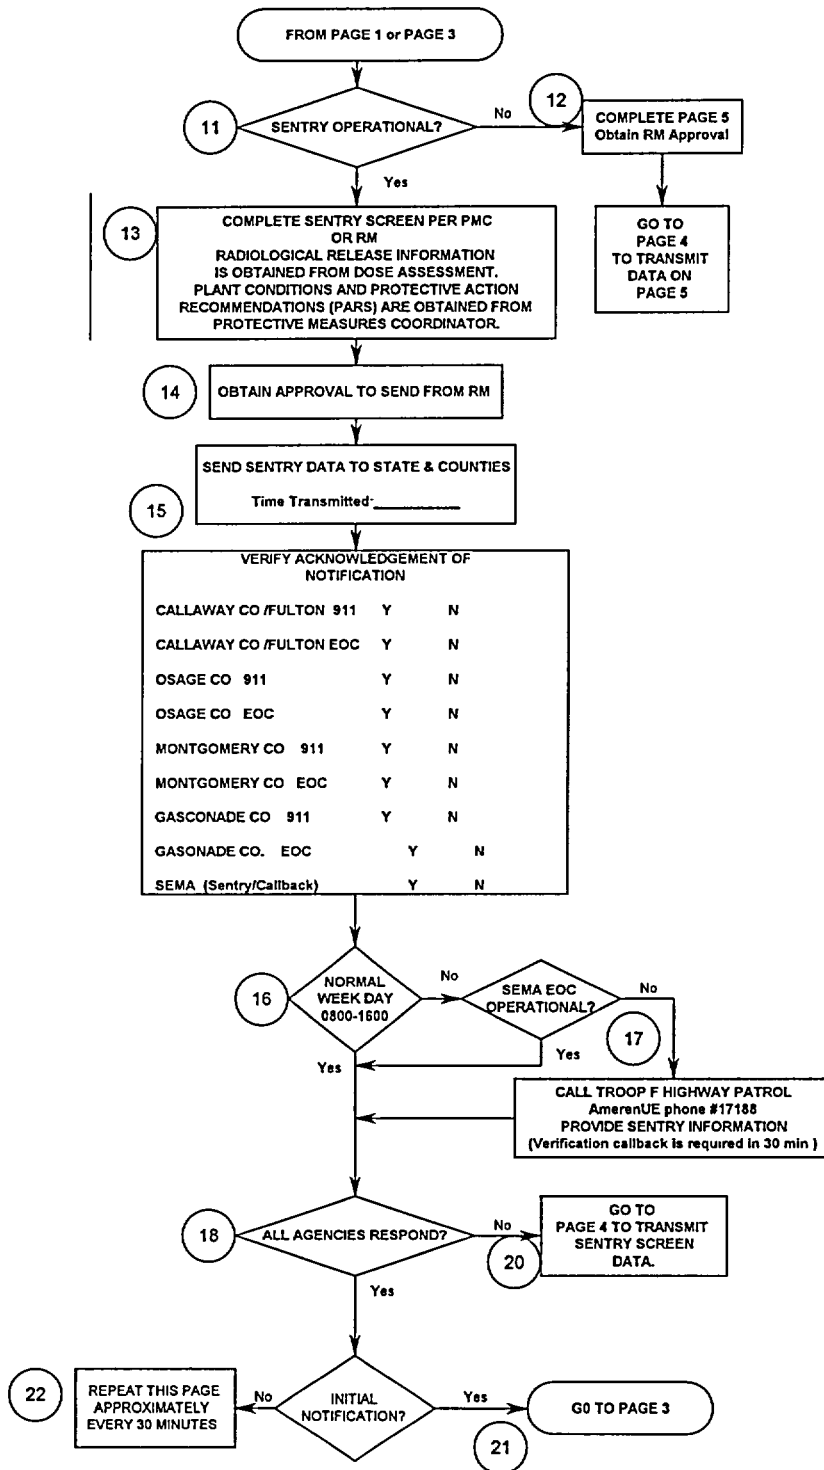 FROM PAGE 1 or PAGE 3
11
SENTRY OPERATIONAL?
No
12
COMPLETE PAGE 5
Obtain RM Approval
Yes
GO TO
PAGE 4
TO TRANSMIT
DATA ON
PAGE 5
13
COMPLETE SENTRY SCREEN PER PMC
OR RM
RADIOLOGICAL RELEASE INFORMATION
IS OBTAINED FROM DOSE ASSESSMENT.
PLANT CONDITIONS AND PROTECTIVE ACTION
RECOMMENDATIONS (PARS) ARE OBTAINED FROM
PROTECTIVE MEASURES COORDINATOR.
14
OBTAIN APPROVAL TO SEND FROM RM
SEND SENTRY DATA TO STATE & COUNTIES
Time Transmitted:__________
15
VERIFY ACKNOWLEDGEMENT OF
NOTIFICATION
CALLAWAY CO /FULTON 911 Y N
CALLAWAY CO /FULTON EOC Y N
OSAGE CO 911 Y N
OSAGE CO EOC Y N
MONTGOMERY CO 911 Y N
MONTGOMERY CO EOC Y N
GASCONADE CO 911 Y N
GASONADE CO. EOC Y N
SEMA (Sentry/Callback) Y N
16
NORMAL
WEEK DAY
0800-1600
No
SEMA EOC
OPERATIONAL?
No
17
Yes
Yes
CALL TROOP F HIGHWAY PATROL
AmerenUE phone #17188
PROVIDE SENTRY INFORMATION
(Verification callback is required in 30 min )
18
ALL AGENCIES RESPOND?
No
20
GO TO
PAGE 4 TO TRANSMIT
SENTRY SCREEN
DATA.
Yes
22
REPEAT THIS PAGE
APPROXIMATELY
EVERY 30 MINUTES
No
INITIAL
NOTIFICATION?
Yes
21
G0 TO PAGE 3